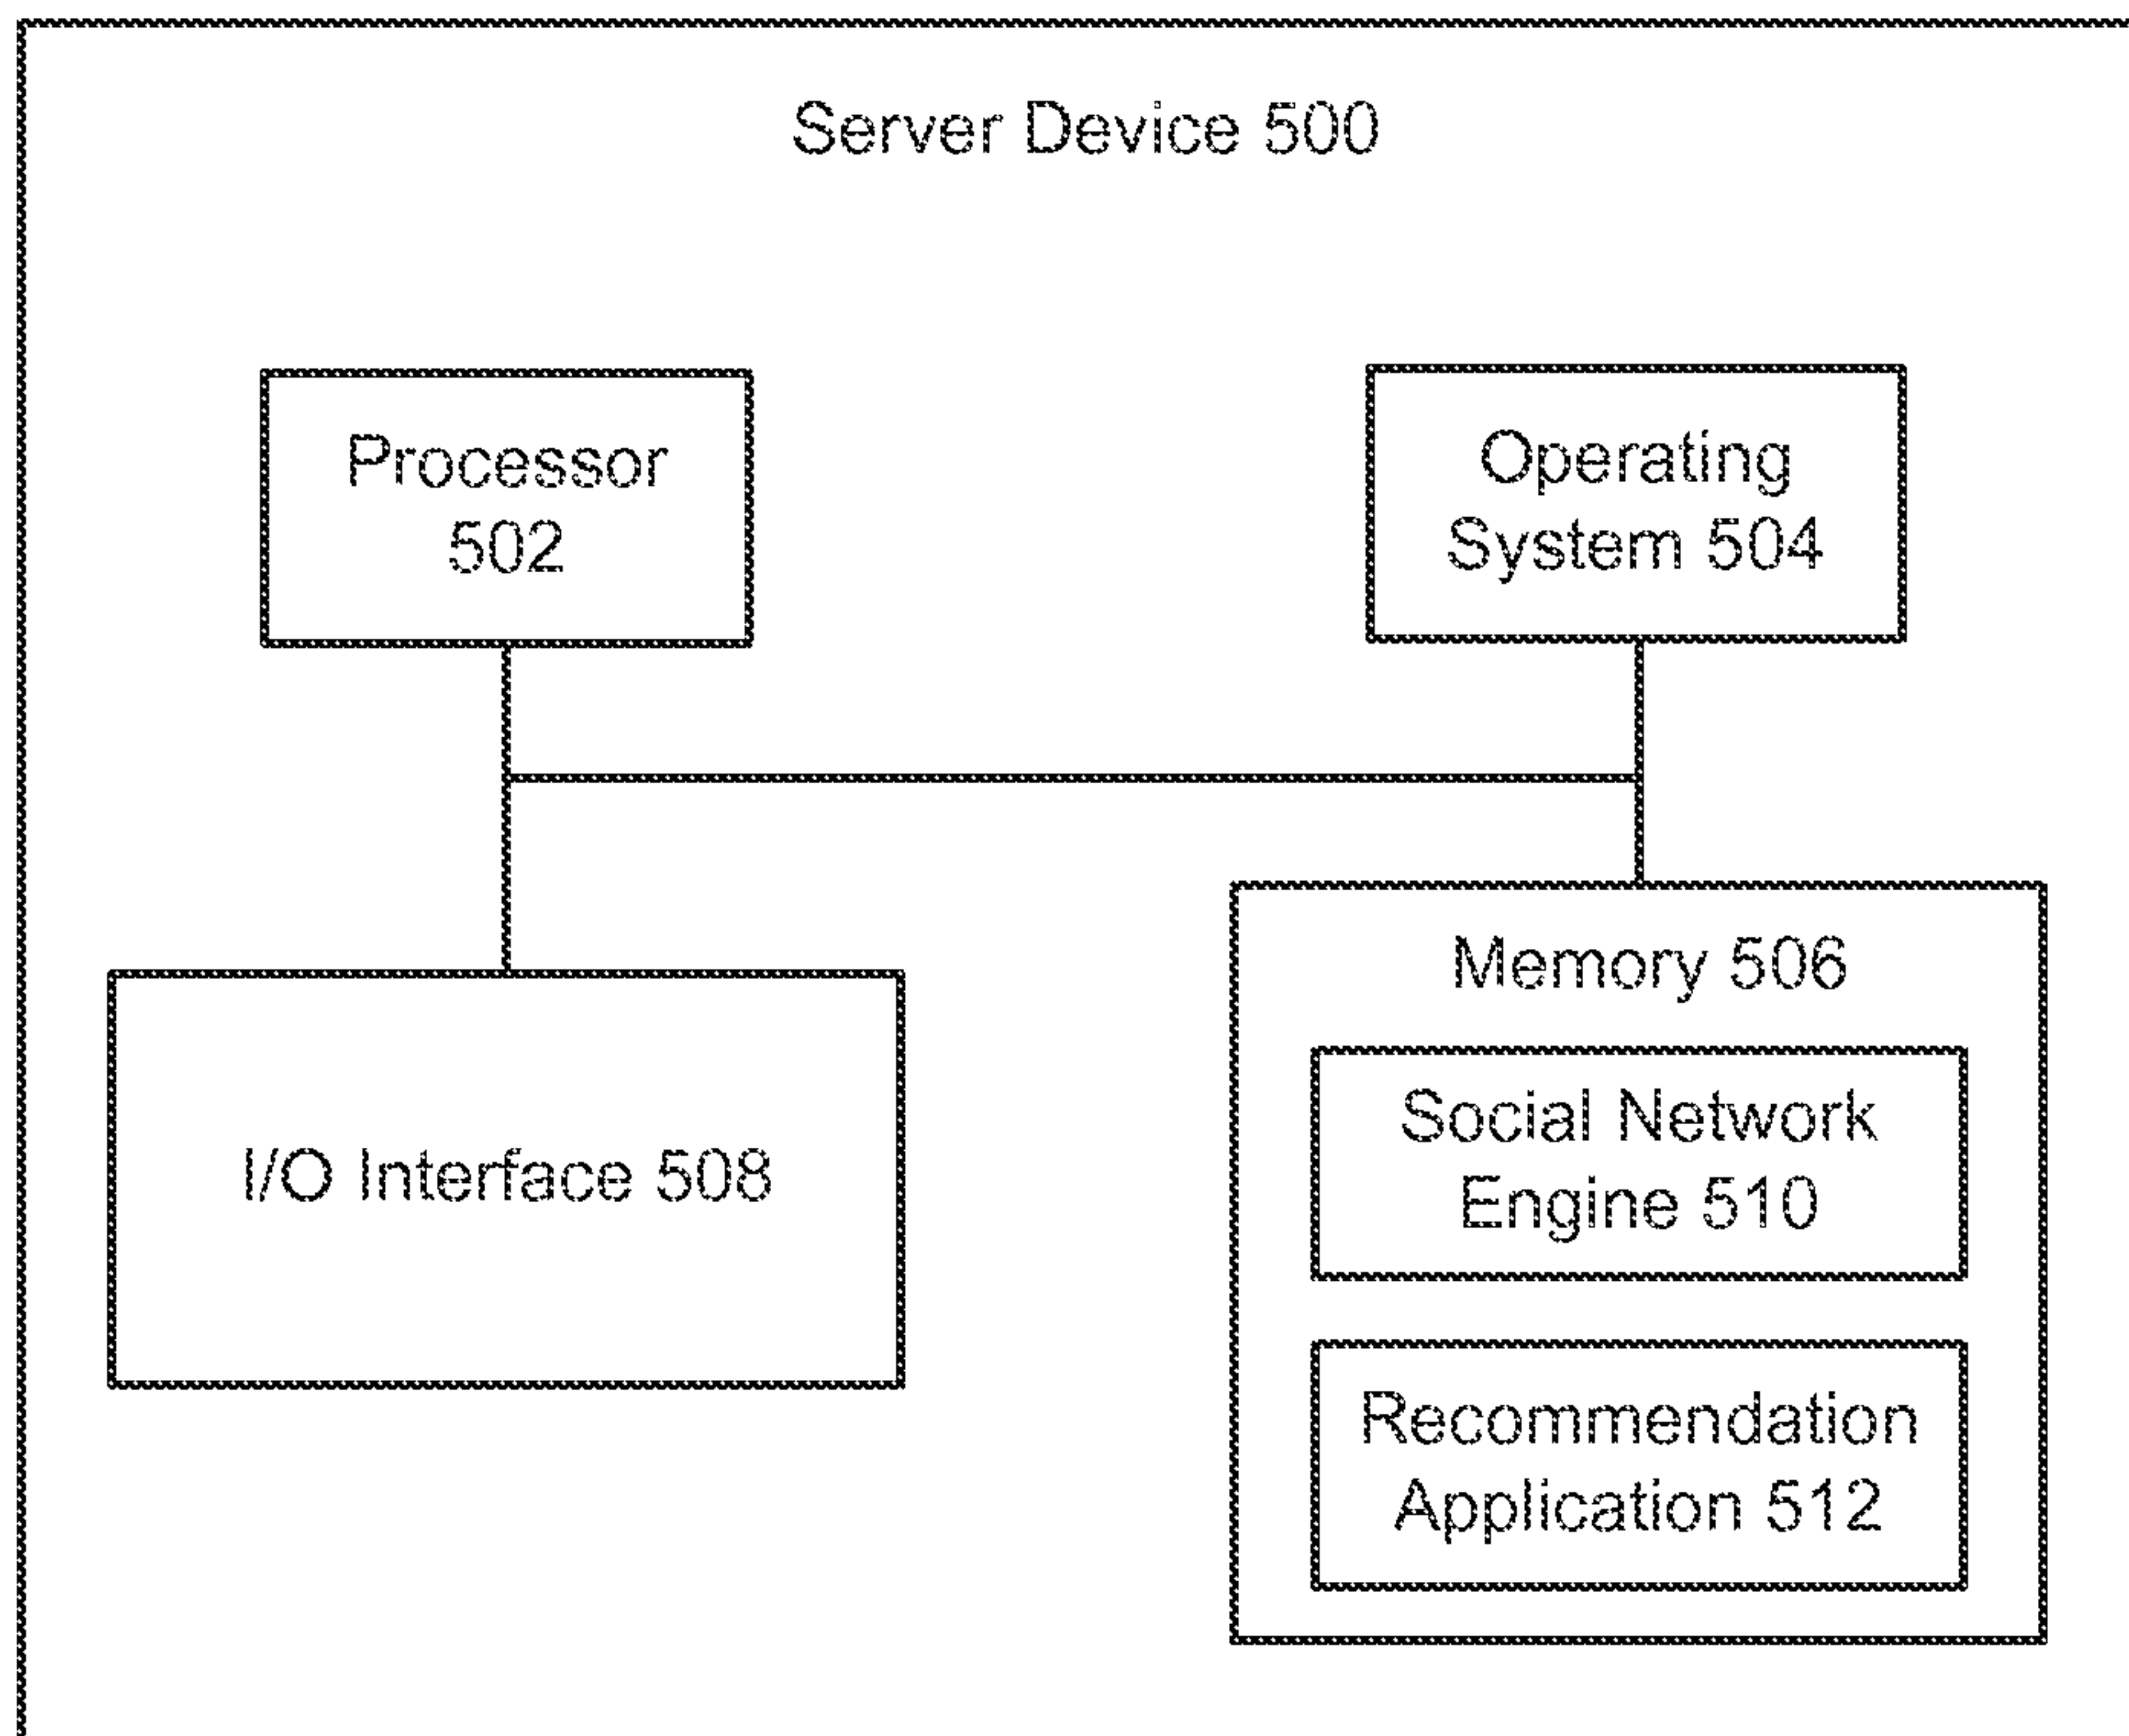 Server Device 500
Processor
502
Operating
System 504
I/O Interface 508
Memory 506
Social Network
Engine 510
Recommendation
Application 512